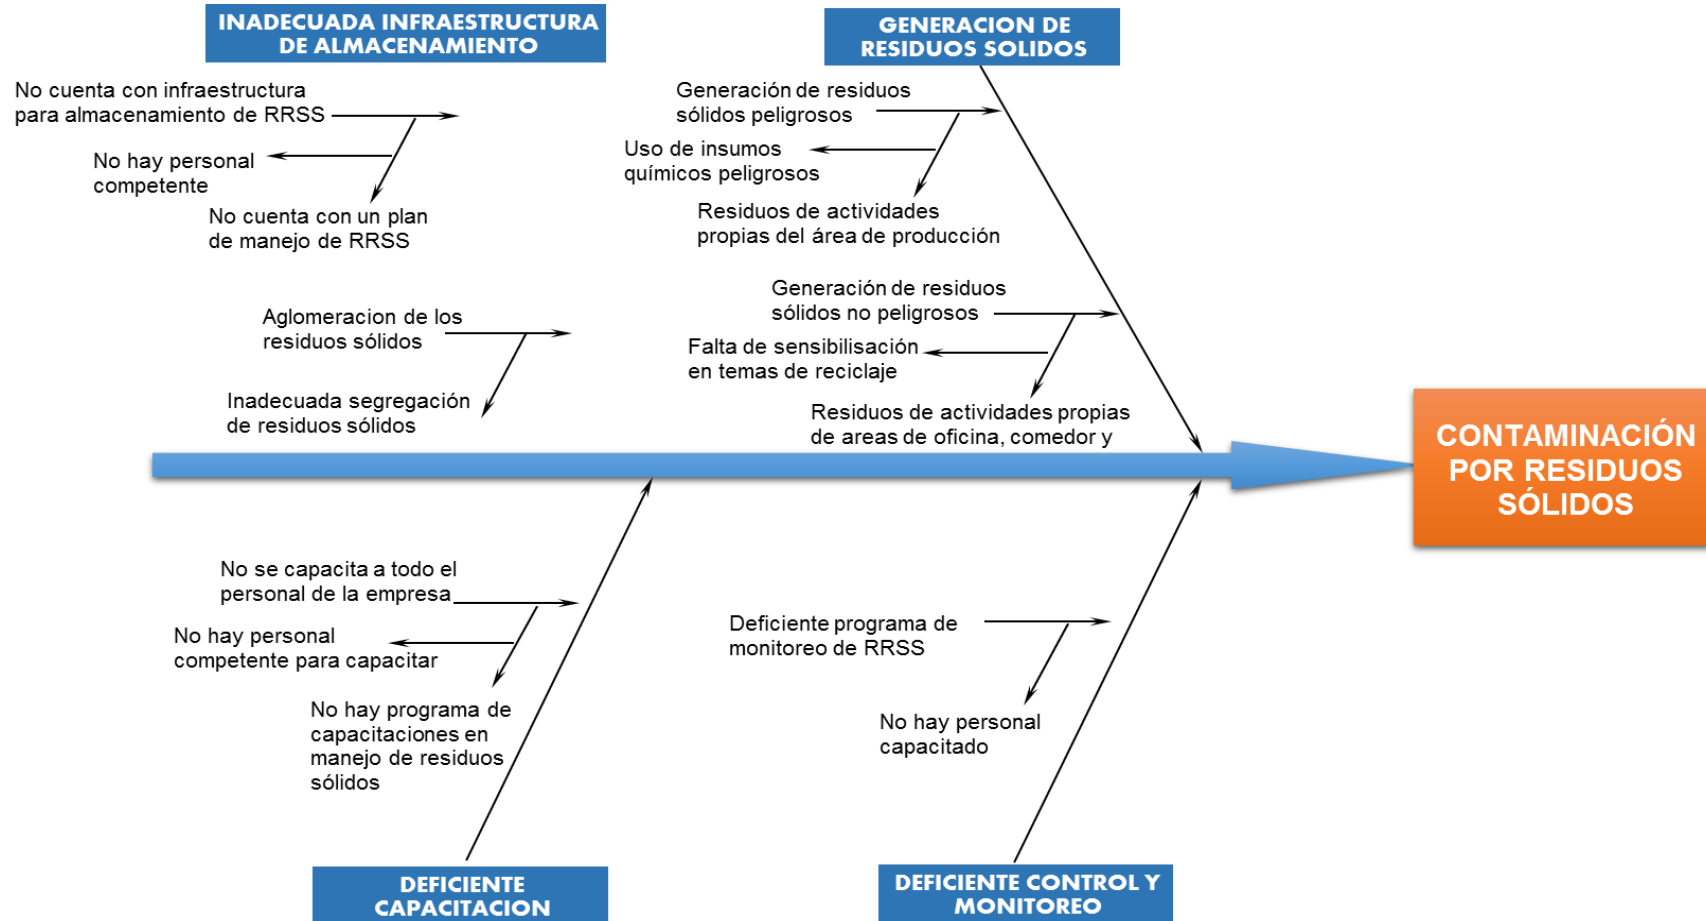 INADECUADA INFRAESTRUCTURA
DE ALMACENAMIENTO
No cuenta con infraestructura
para almacenamiento de RRSS
No hay personal
competente
No cuenta con un plan
de manejo de RRSS
Aglomeracion de los
residuos sólidos
Inadecuada segregación
de residuos sólidos
GENERACION DE
RESIDUOS SOLIDOS
Generación de residuos
sólidos peligrosos
Uso de insumos
químicos peligrosos
Residuos de actividades
propias del área de producción
Generación de residuos
sólidos no peligrosos
Falta de sensibilisación
en temas de reciclaje
Residuos de actividades propias
de areas de oficina, comedor y
CONTAMINACIÓN
POR RESIDUOS
SÓLIDOS
No se capacita a todo el
personal de la empresa
No hay personal
competente para capacitar
No hay programa de
capacitaciones en
manejo de residuos
sólidos
DEFICIENTE
CAPACITACION
Deficiente programa de
monitoreo de RRSS
No hay personal
capacitado
DEFICIENTE CONTROL Y
MONITOREO